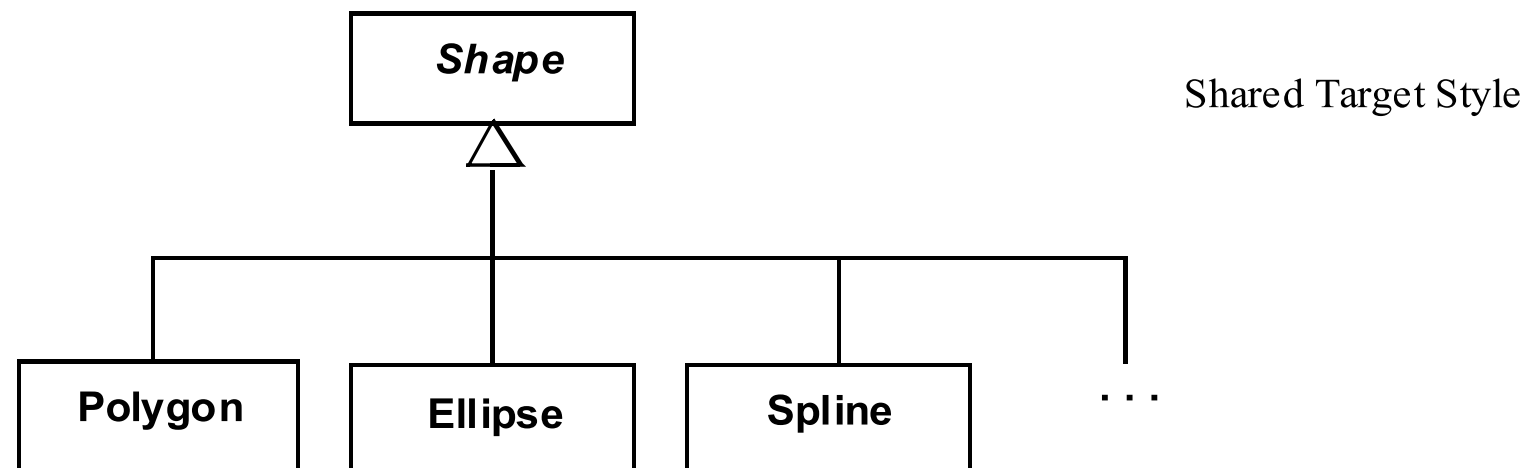 Shape
Shared Target Style
Polygon
Ellipse
Spline
. . .